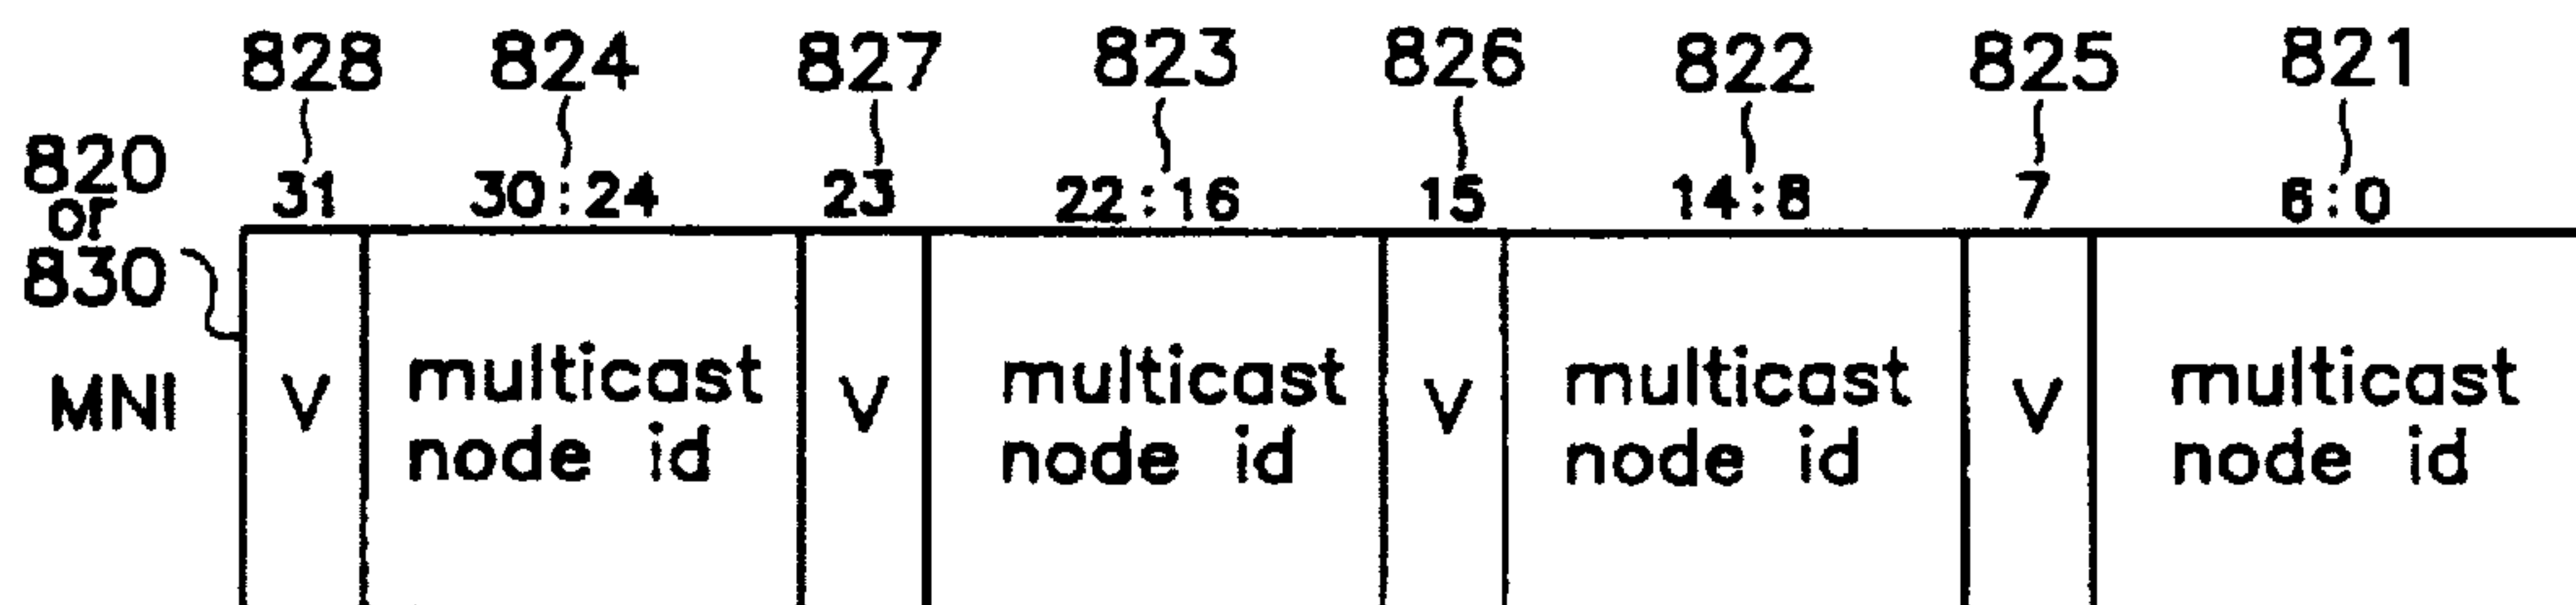 828 824 827 823 826 822 825 821
820
or
830
31 30:24 23 22:16 15 14:8 7 6:0
MNI
V multicast node id V multicast node id V multicast node id V multicast node id